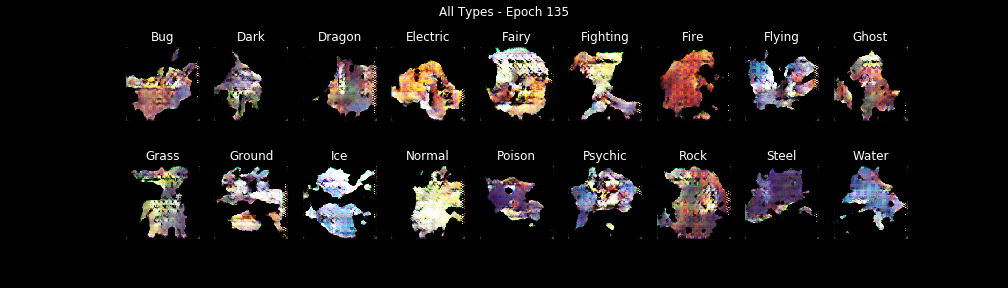 All Types - Epoch 135
Bug Dark Dragon Electric Fairy Fighting Fire Flying Ghost
Grass Ground Ice Normal Poison Psychic Rock Steel Water